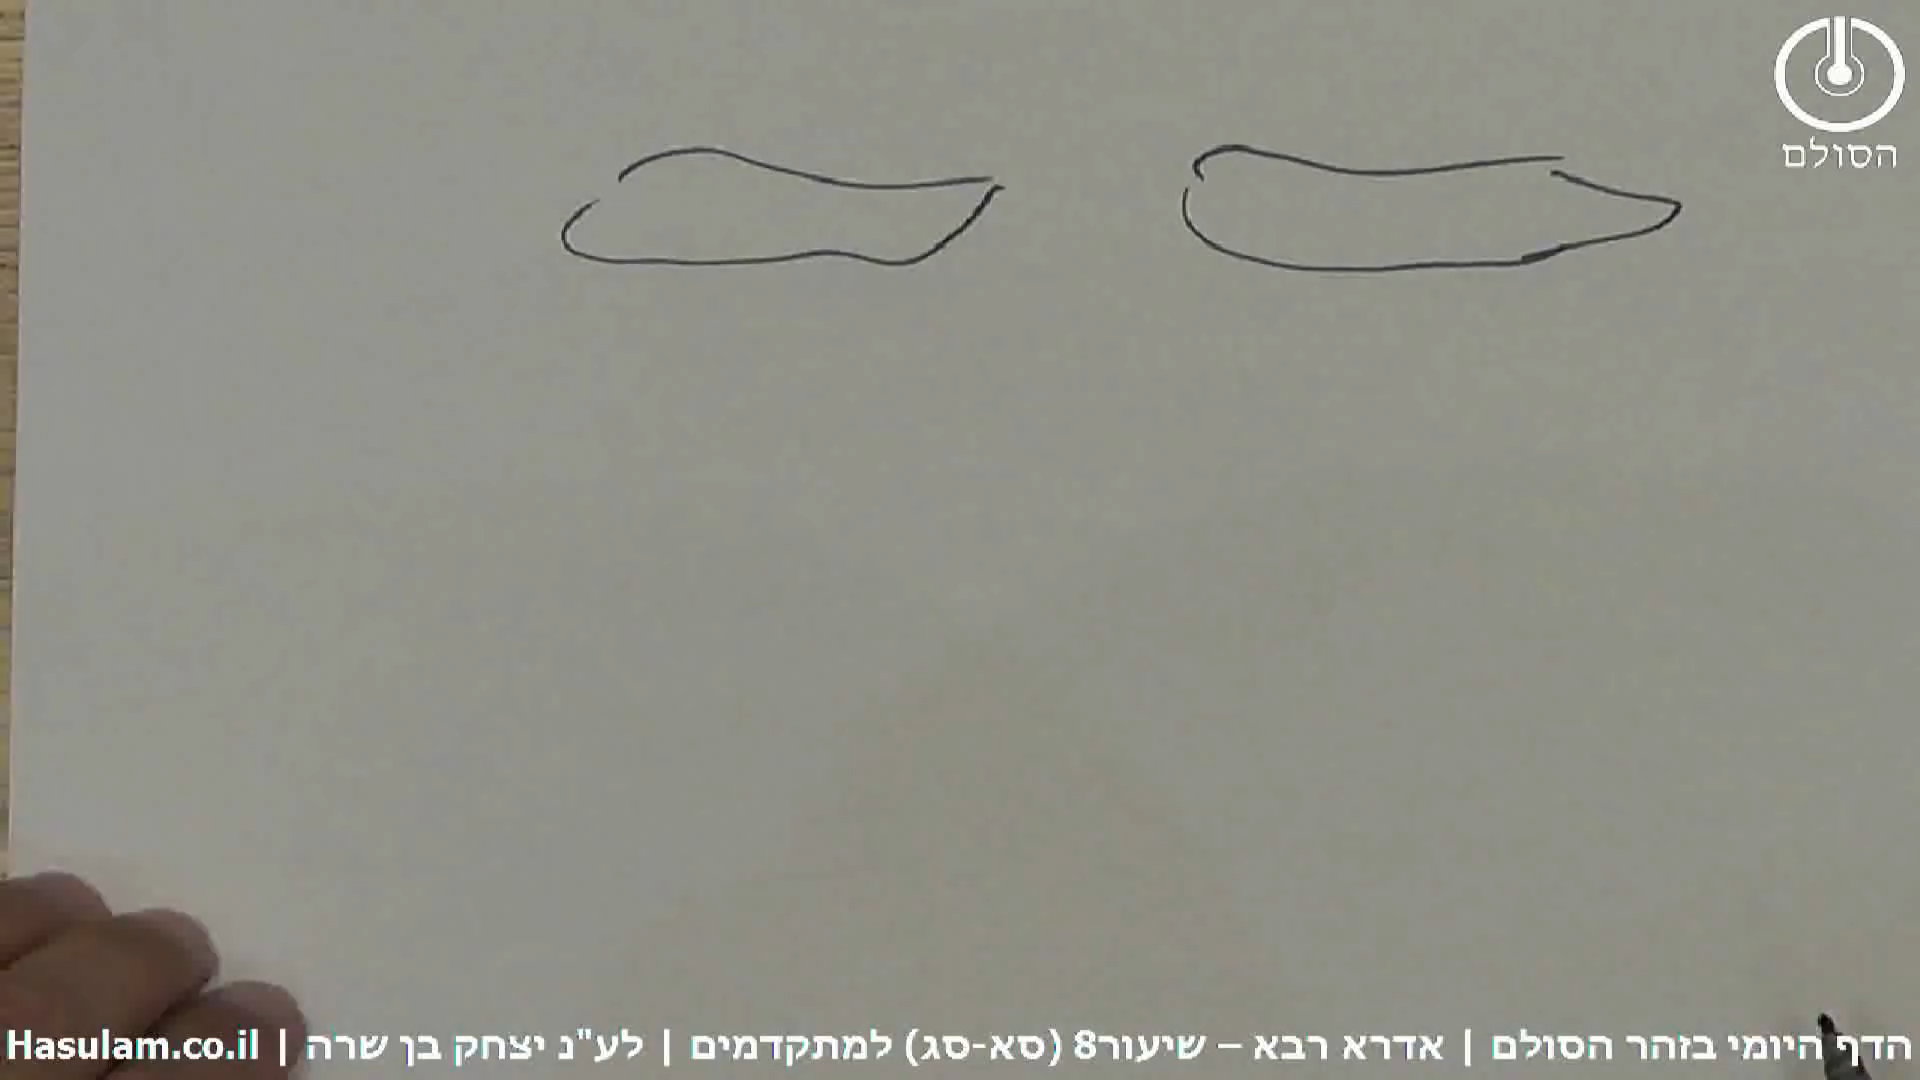 הסולם
הדף היומי בזהר הסולם | אדרא רבא – שיעור8 (סא-סג) למתקדמים | לע"נ יצחק בן שרה | Hasulam.co.il